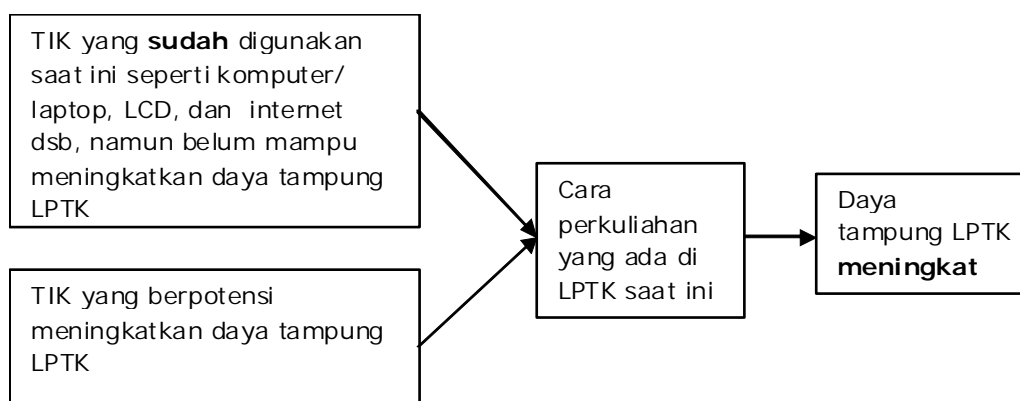 TIK yang sudah digunakan
saat ini seperti komputer/
laptop, LCD, dan internet
dsb, namun belum mampu
meningkatkan daya tampung
LPTK
TIK yang berpotensi
meningkatkan daya tampung
LPTK
Cara
perkuliahan
yang ada di
LPTK saat ini
Daya
tampung LPTK
meningkat